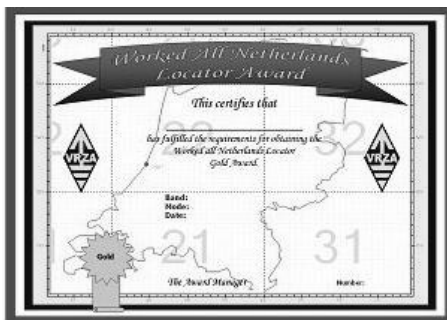 Worked All Netherlands
Locator Award
This certifies that
has fulfilled the requirements for obtaining the
Worked all Netherlands Locator
Gold Award
32
VRZA
VRZA
Band:
Mode:
Date:
21
31
Gold
The Award Manager
Number: